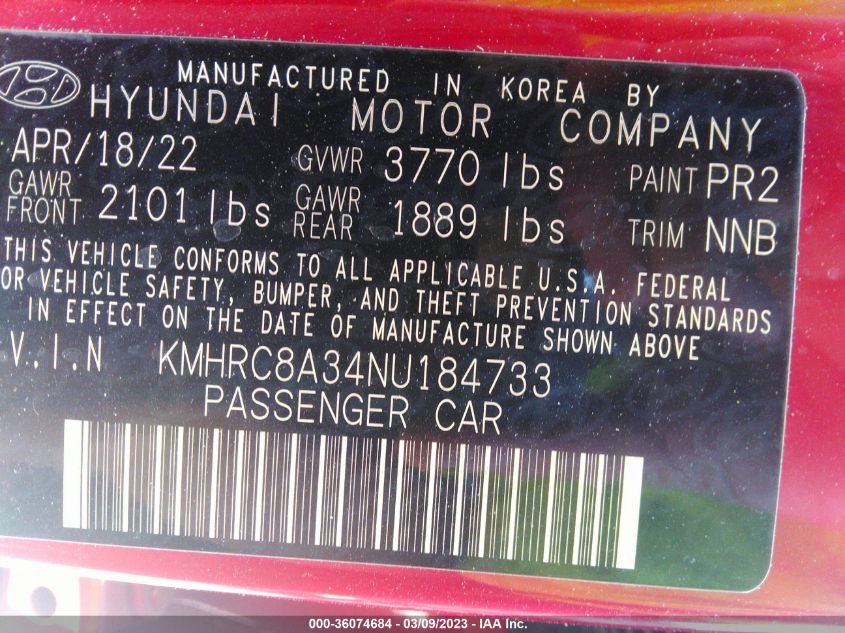 MANUFACTURED IN KOREA BY
HYUNDAI MOTOR COMPANY
APR/18/22 GVWR 3770 lbs PAINT PR2
GAWR FRONT 2101 lbs GAWR REAR 1889 lbs TRIM NNB
THIS VEHICLE CONFORMS TO ALL APPLICABLE U.S.A. FEDERAL
OR VEHICLE SAFETY, BUMPER, AND THEFT PREVENTION STANDARDS
IN EFFECT ON THE DATE OF MANUFACTURE SHOWN ABOVE
V.I.N KMHRC8A34NU184733
PASSENGER CAR
000-36074684 - 03/09/2023 - IAA Inc.